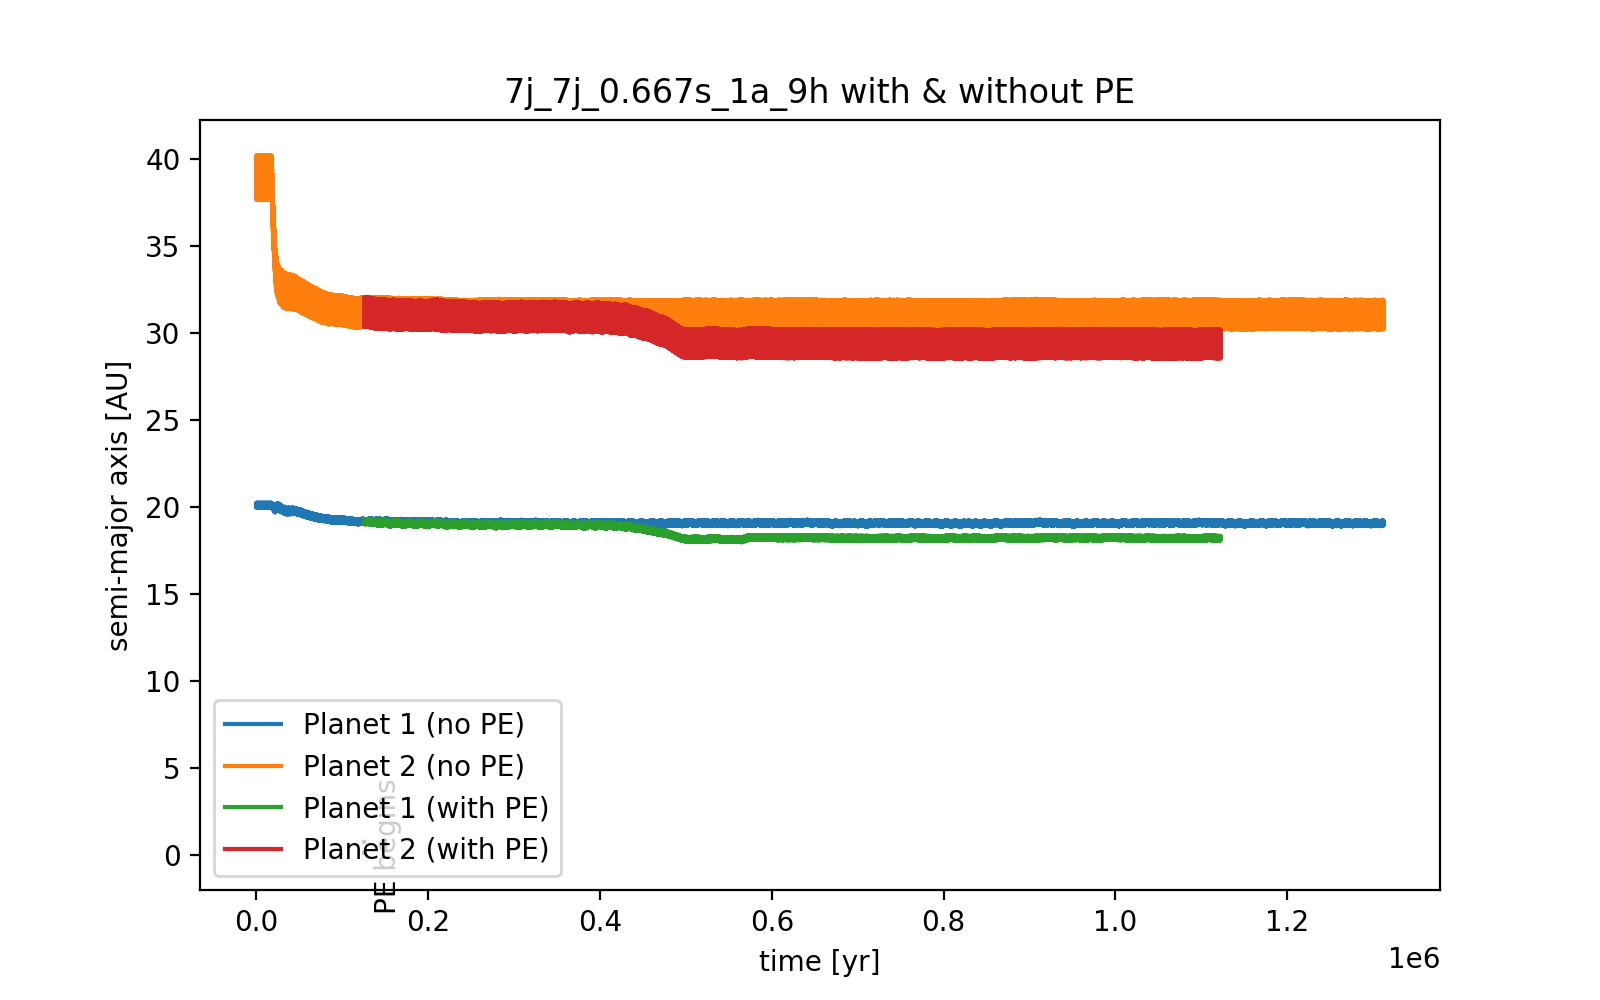 7j_7j_0.667s_1a_9h with & without PE
semi-major axis [AU]
40
35
30
25
20
15
10
5
0
Planet 1 (no PE)
Planet 2 (no PE)
Planet 1 (with PE)
Planet 2 (with PE)
PE begins
0.0 0.2 0.4 0.6 0.8 1.0 1.2
time [yr]
1e6